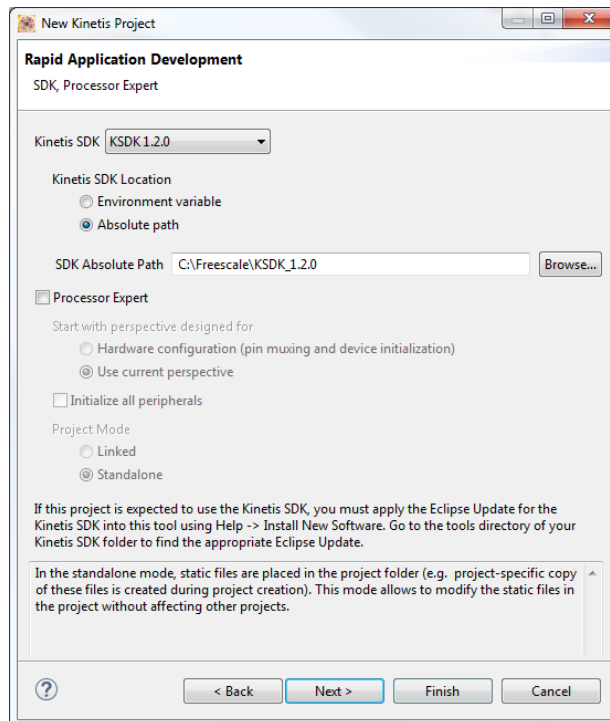 New Kinetis Project
Rapid Application Development
SDK, Processor Expert
Kinetis SDK KSDK 1.2.0
Kinetis SDK Location
Environment variable
Absolute path
SDK Absolute Path C:\Freescale\KSDK_1.2.0 Browse...
Processor Expert
Start with perspective designed for
Hardware configuration (pin muxing and device initialization)
Use current perspective
Initialize all peripherals
Project Mode
Linked
Standalone
If this project is expected to use the Kinetis SDK, you must apply the Eclipse Update for the
Kinetis SDK into this tool using Help -> Install New Software. Go to the tools directory of your
Kinetis SDK folder to find the appropriate Eclipse Update.
In the standalone mode, static files are placed in the project folder (e.g. project-specific copy
of these files is created during project creation). This mode allows to modify the static files in
the project without affecting other projects.
? < Back Next > Finish Cancel